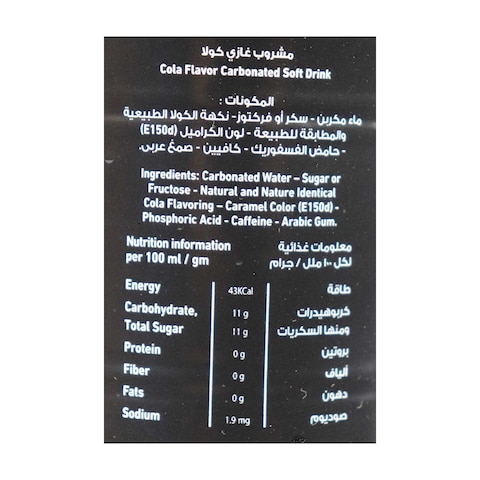 مشروب غازي كولا
Cola Flavor Carbonated Soft Drink
المكونات :
ماء مكربن - سكر أو فركتوز- نكهة الكولا الطبيعية
والمطابقة للطبيعة - لون الكراميل (E150d)
- حامض الفسفوريك - كافيين - صمغ عربى.
Ingredients: Carbonated Water – Sugar or
Fructose - Natural and Nature Identical
Cola Flavoring – Caramel Color (E150d)-
Phosphoric Acid - Caffeine - Arabic Gum.
Nutrition information معلومات غذائية
per 100 ml / gm لكل ١٠٠ ملل / جرام
Energy 43KCal طاقة
Carbohydrate, 11 g كربوهيدرات
Total Sugar 11 g ومنها السكريات
Protein 0 g بروتين
Fiber 0 g ألياف
Fats 0 g دهون
Sodium 1.9 mg صوديوم